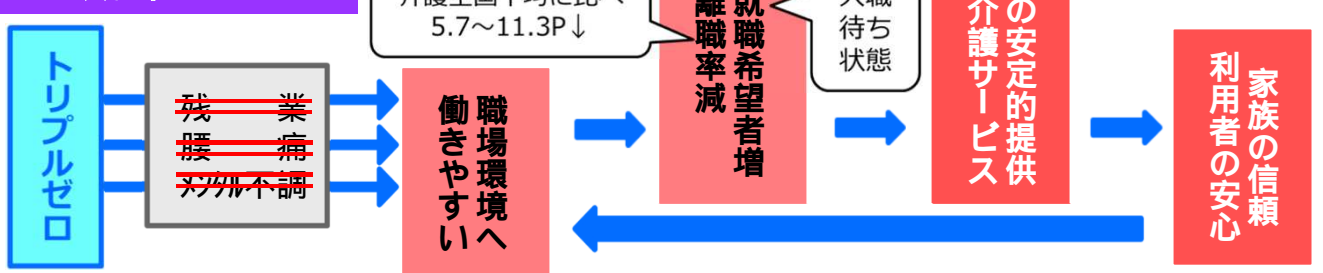 トリプルゼロ
残　業
腰　痛
メンタル不調
働きやすい
職場環境へ
介護全国平均に比べ
5.7～11.3P↓
就職希望者増
離職率減
入職
待ち
状態
介護サービス
の安定的提供
利用者の安心
家族の信頼